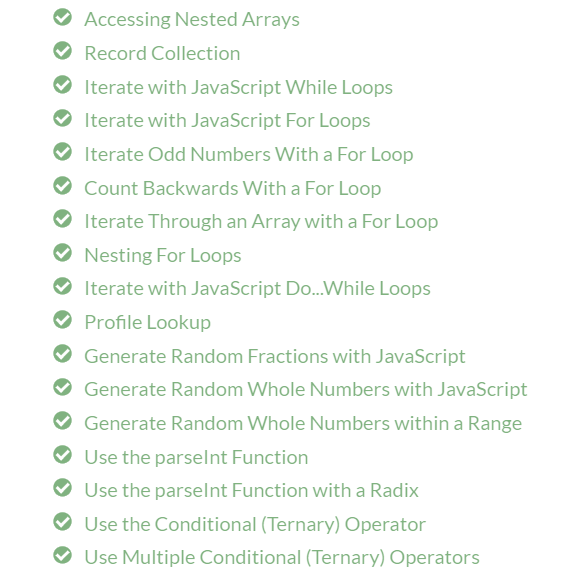 Accessing Nested Arrays
Record Collection
Iterate with JavaScript While Loops
Iterate with JavaScript For Loops
Iterate Odd Numbers With a For Loop
Count Backwards With a For Loop
Iterate Through an Array with a For Loop
Nesting For Loops
Iterate with JavaScript Do...While Loops
Profile Lookup
Generate Random Fractions with JavaScript
Generate Random Whole Numbers with JavaScript
Generate Random Whole Numbers within a Range
Use the parseInt Function
Use the parseInt Function with a Radix
Use the Conditional (Ternary) Operator
Use Multiple Conditional (Ternary) Operators